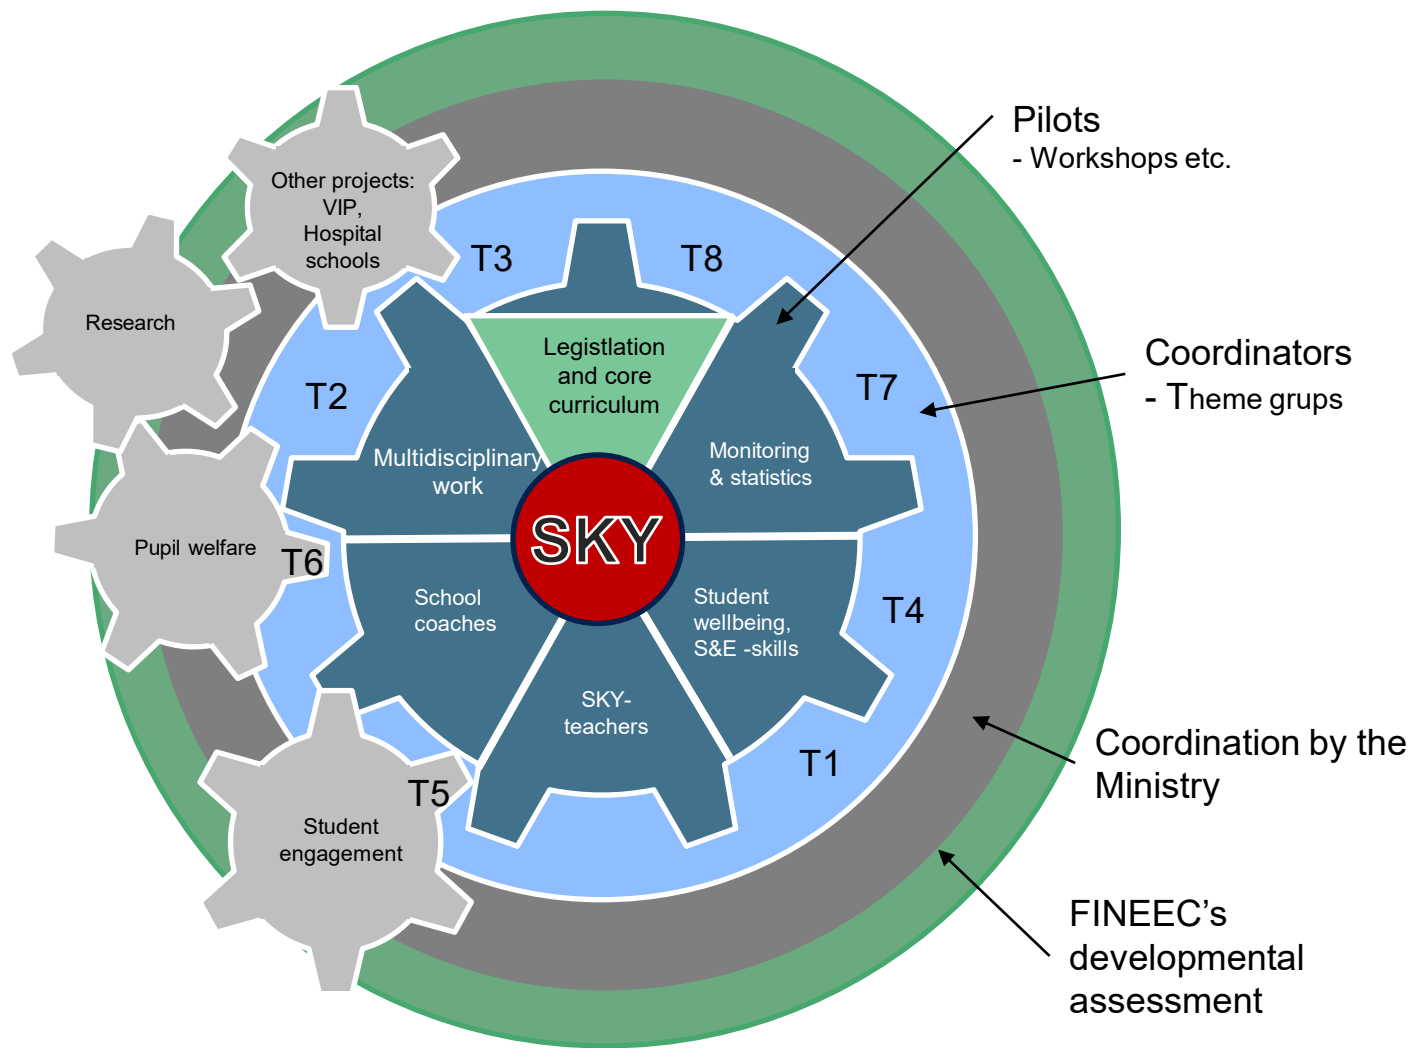 Pilots
- Workshops etc.
Other projects:
VIP,
Hospital
schools
T3
T8
Research
Legistlation
and core
curriculum
Coordinators
- Theme grups
T2
T7
Multidisciplinary
work
Monitoring
& statistics
SKY
Pupil welfare
T6
School
coaches
Student
wellbeing,
S&E -skills
T4
SKY-
teachers
Coordination by the
Ministry
T1
T5
Student
engagement
FINEEC’s
developmental
assessment